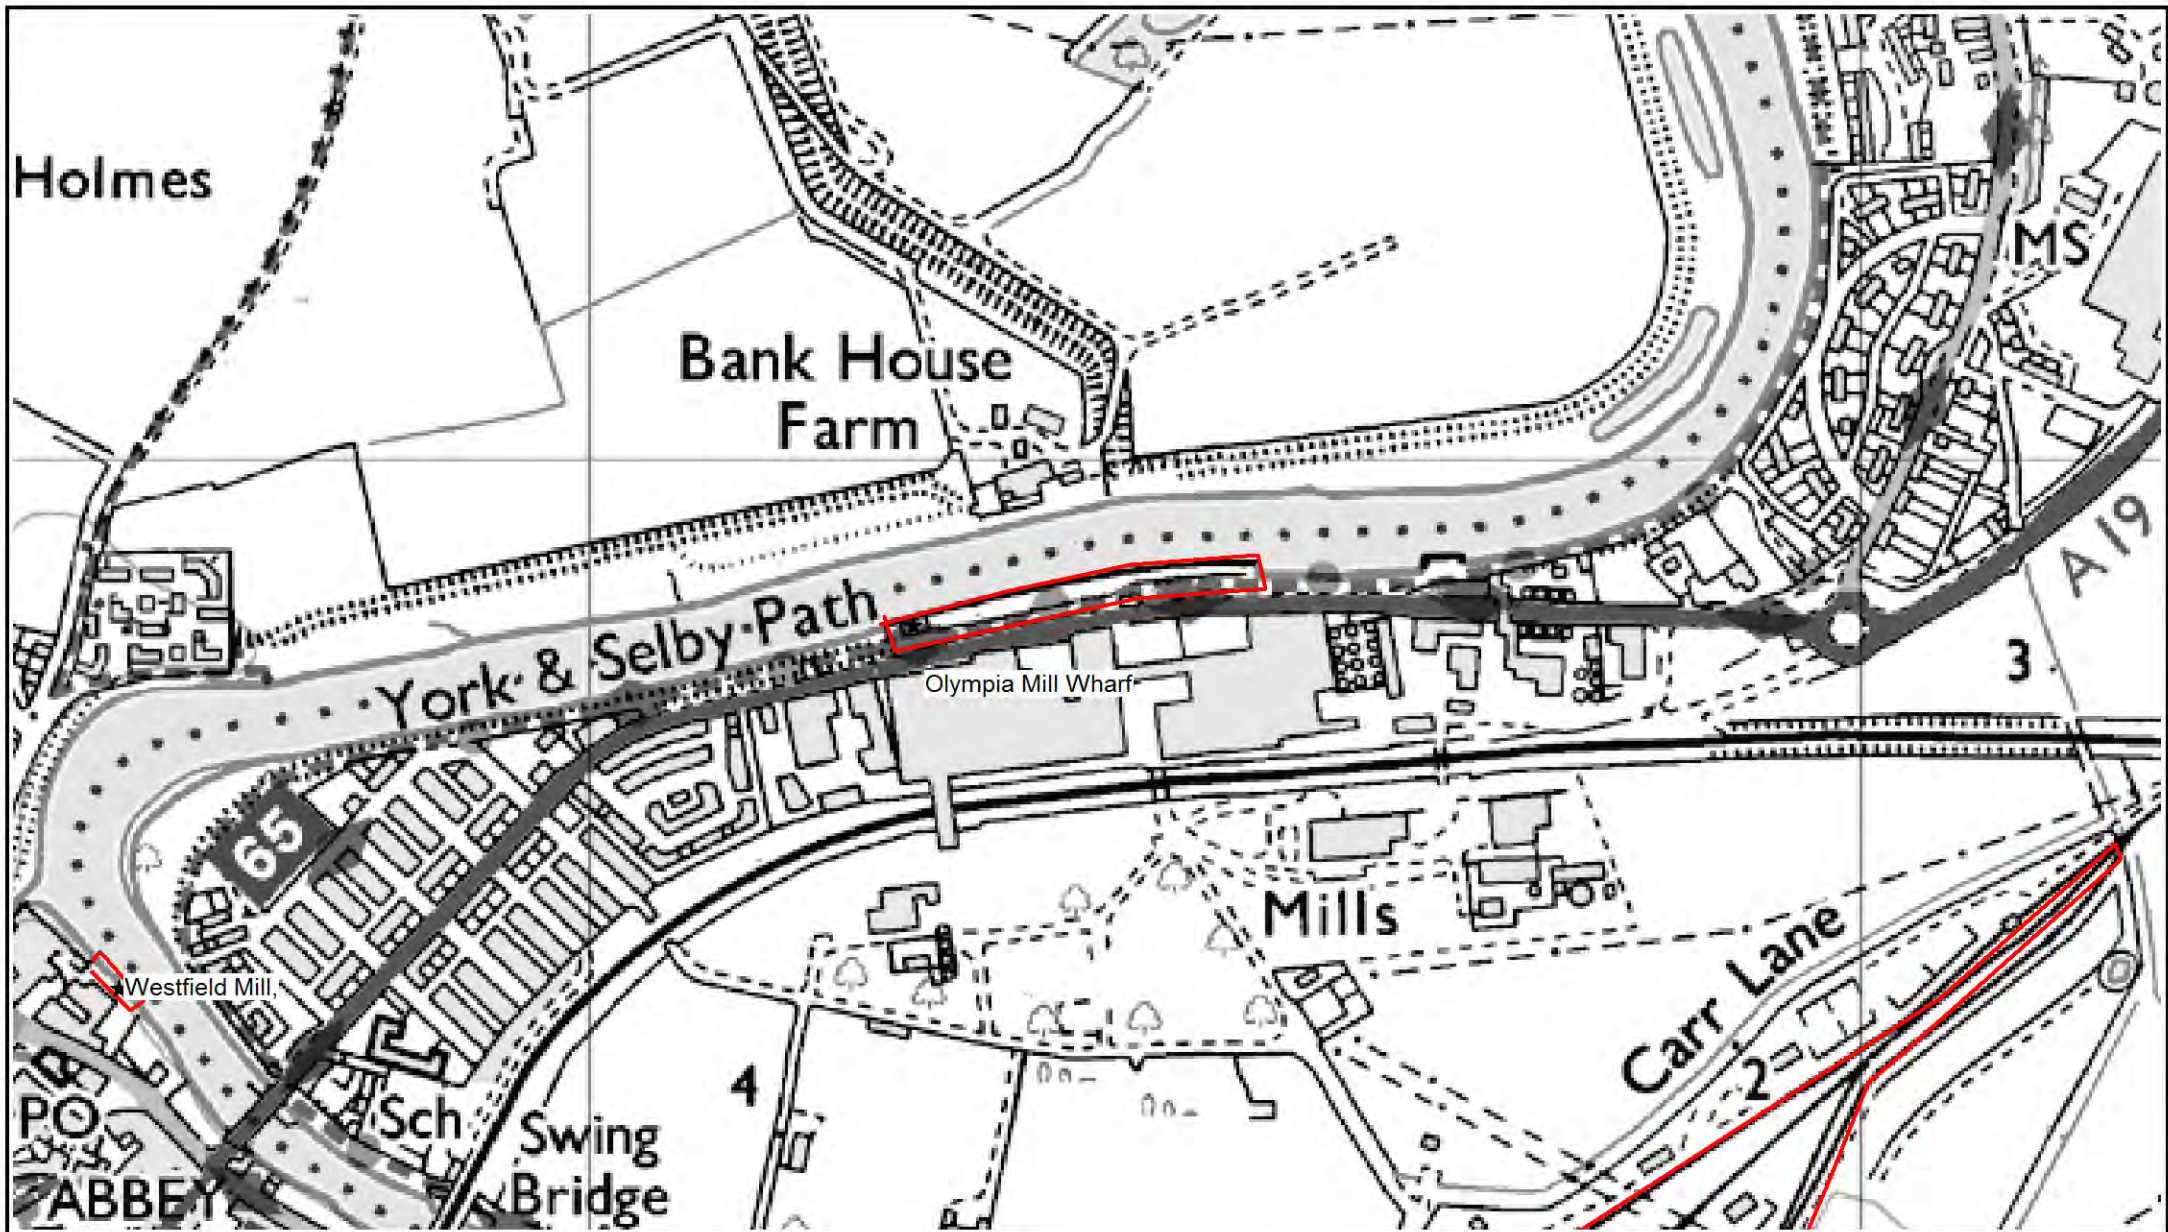 Holmes
MS
Bank House
Farm
A 19
York & Selby Path
3
Olympia Mill Wharf
65
Mills
Carr Lane
Westfield Mill,
2
4
PO
Sch
Swing
Bridge
ABBEY